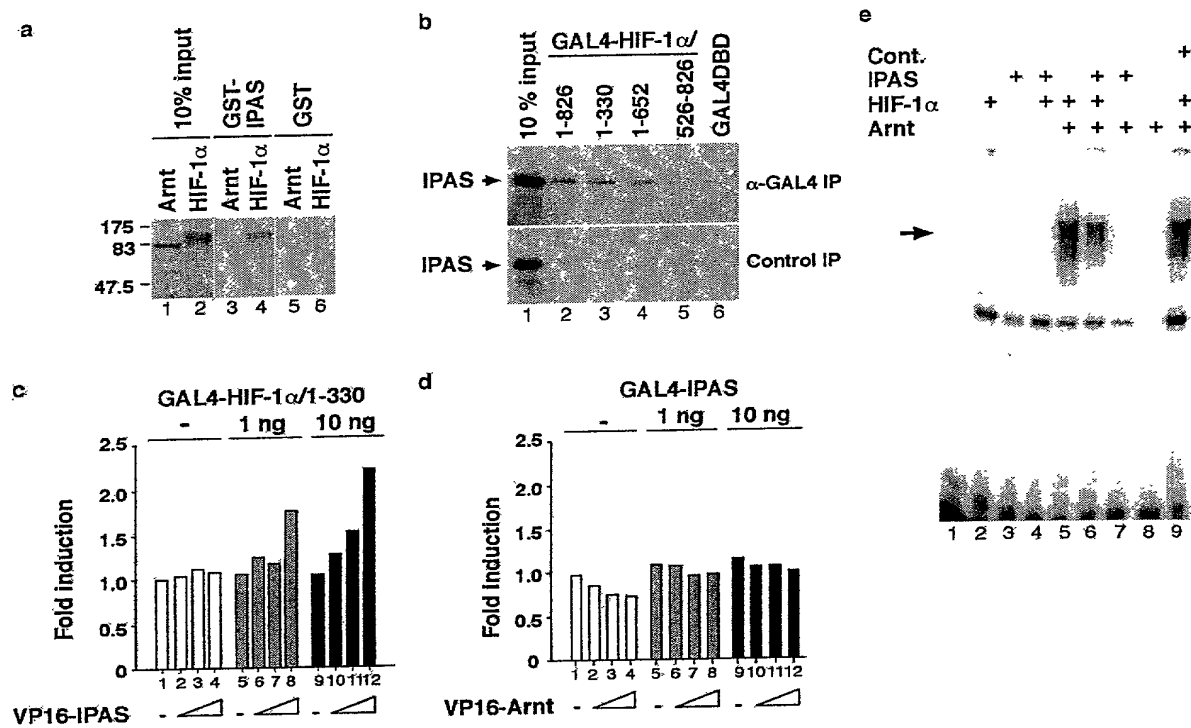 a
10% input
GST-
IPAS
GST
Arnt
HIF-1α
Arnt
HIF-1α
Arnt
HIF-1α
175
83
47.5
1 2 3 4 5 6
b
GAL4-HIF-1α/
10 % input
1-826
1-330
1-652
526-826
GAL4DBD
IPAS
α-GAL4 IP
IPAS
Control IP
1 2 3 4 5 6
e
Cont. +
IPAS + + + +
HIF-1α + + + + +
Arnt + + + + +
1 2 3 4 5 6 7 8 9
c
GAL4-HIF-1α/1-330
- 1 ng 10 ng
Fold induction
2.5
2.0
1.5
1.0
0.5
0
1 2 3 4 5 6 7 8 9 10 11 12
VP16-IPAS - - -
d
GAL4-IPAS
- 1 ng 10 ng
Fold induction
2.5
2.0
1.5
1.0
0.5
0
1 2 3 4 5 6 7 8 9 10 11 12
VP16-Arnt - - -